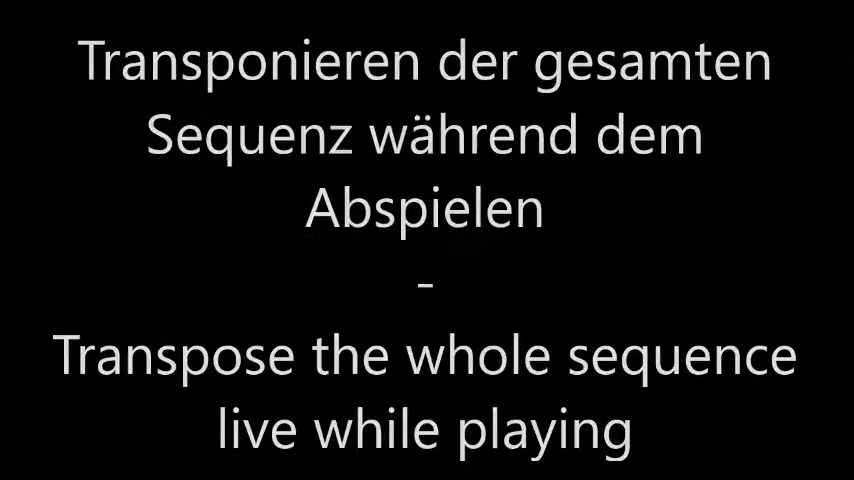 Transponieren der gesamten
Sequenz während dem
Abspielen
-
Transpose the whole sequence
live while playing